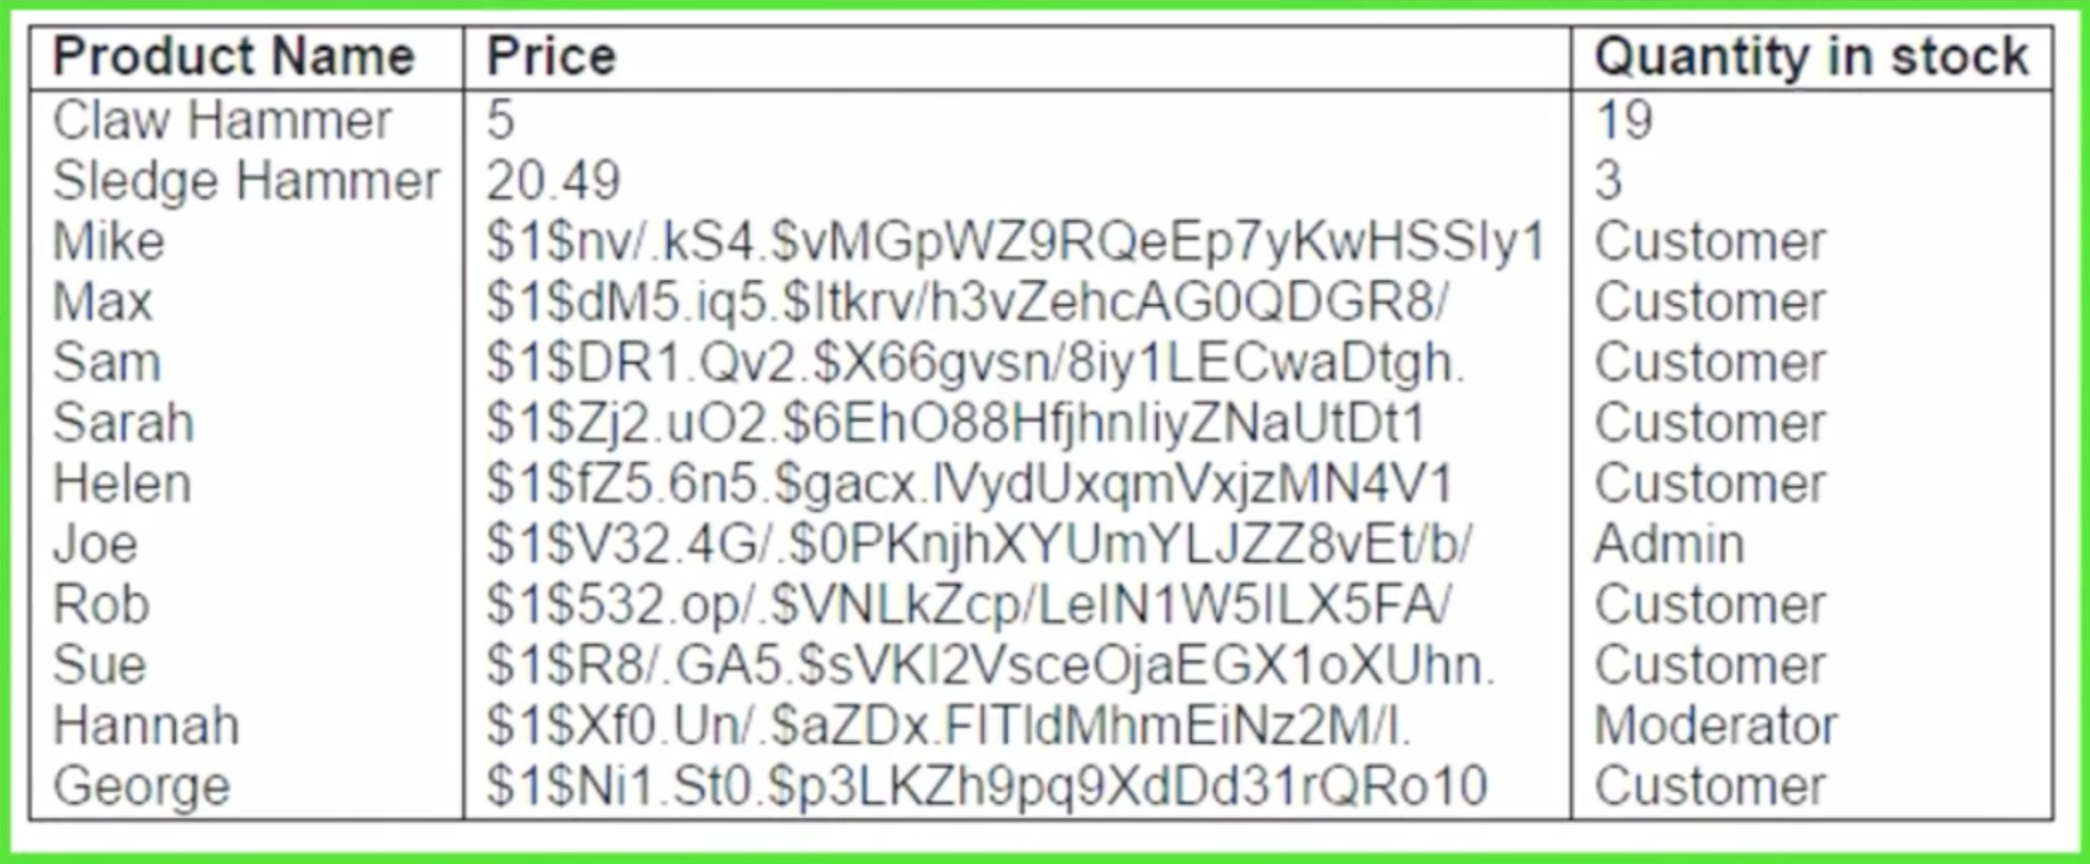 Product Name Price Quantity in stock
Claw Hammer 5 19
Sledge Hammer 20.49 3
Mike $1$nv/.kS4.$vMGpWZ9RQeEp7yKwHSSly1 Customer
Max $1$dM5.iq5.$ltkrv/h3vZehcAG0QDGR8/ Customer
Sam $1$DR1.Qv2.$X66gvsn/8iy1LECwaDtgh. Customer
Sarah $1$Zj2.uO2.$6EhO88HfjhnliyZNaUtDt1 Customer
Helen $1$fZ5.6n5.$gacx.IVydUxqmVxjzMN4V1 Customer
Joe $1$V32.4G/.$0PKnjhXYUmYLJZZ8vEt/b/ Admin
Rob $1$532.op/.$VNLkZcp/LeIN1W5ILX5FA/ Customer
Sue $1$R8/.GA5.$sVKI2VsceOjaEGX1oXUhn. Customer
Hannah $1$Xf0.Un/.$aZDx.FITIdMhmEiNz2M/I. Moderator
George $1$Ni1.St0.$p3LKZh9pq9XdDd31rQRo10 Customer